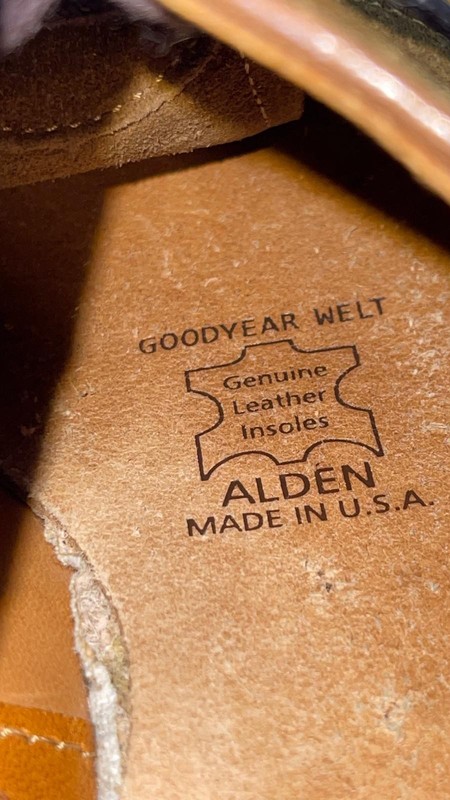 GOODYEAR WELT
Genuine
Leather
Insoles
ALDEN
MADE IN U.S.A.